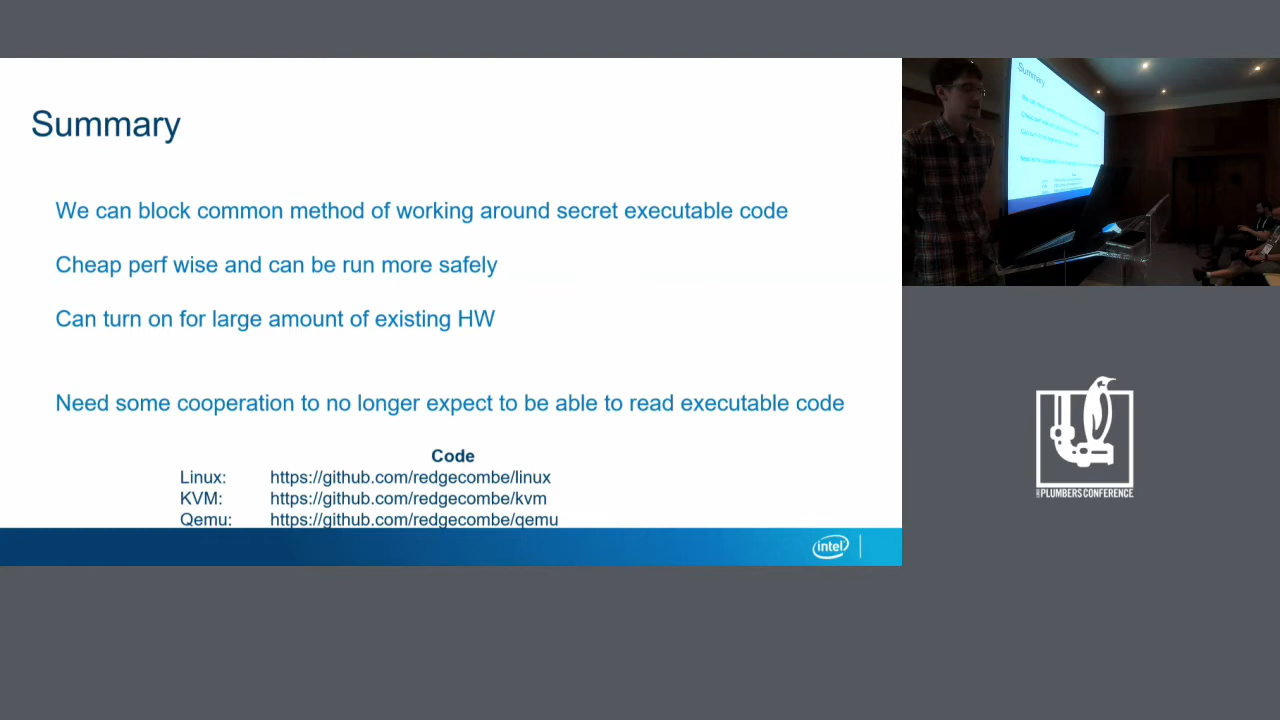 Summary
We can block common method of working around secret executable code
Cheap perf wise and can be run more safely
Can turn on for large amount of existing HW
Need some cooperation to no longer expect to be able to read executable code
Code
Linux: https://github.com/redgecombe/linux
KVM: https://github.com/redgecombe/kvm
Qemu: https://github.com/redgecombe/qemu
intel
Summary
PLUMBERS CONFERENCE